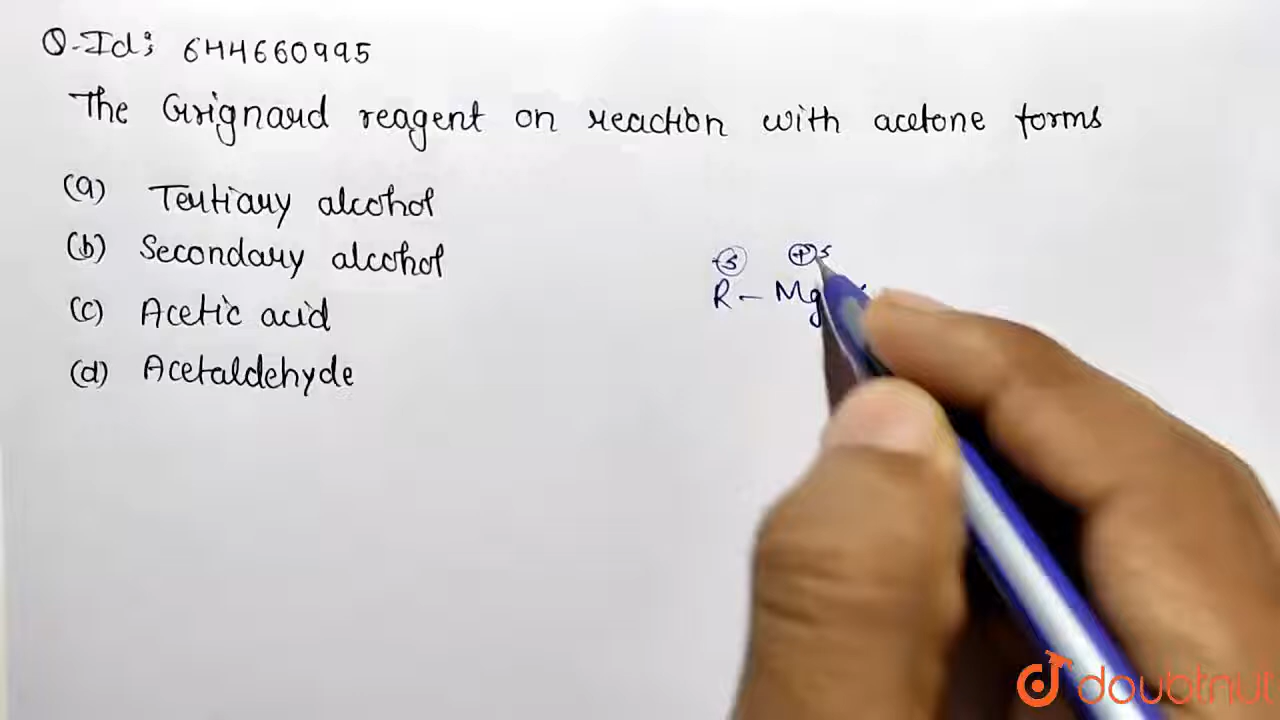 Q-Id: 644660995
The Grignard reagent on reaction with acetone forms
(a) Tertiary alcohol
(b) Secondary alcohol
(c) Acetic acid
(d) Acetaldehyde
-δ +δ
R-Mg
doubtnut